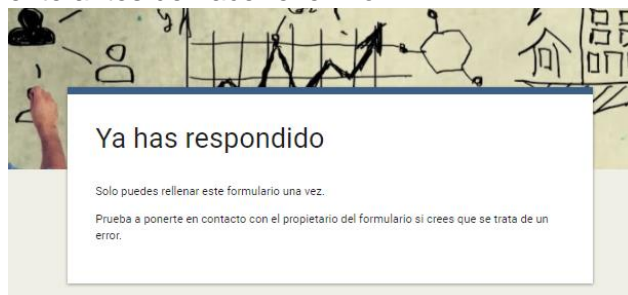 Ya has respondido
Solo puedes rellenar este formulario una vez.
Prueba a ponerte en contacto con el propietario del formulario si crees que se trata de un
error.